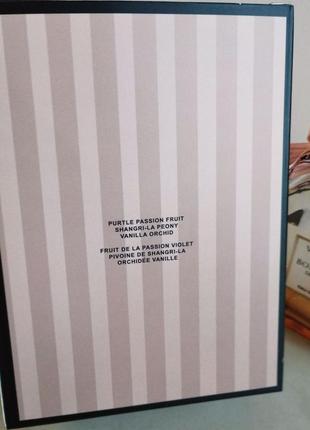 PURTLE PASSION FRUIT
SHANGRI-LA PEONY
VANILLA ORCHID
FRUIT DE LA PASSION VIOLET
PIVOINE DE SHANGRI-LA
ORCHIDÉE VANILLE